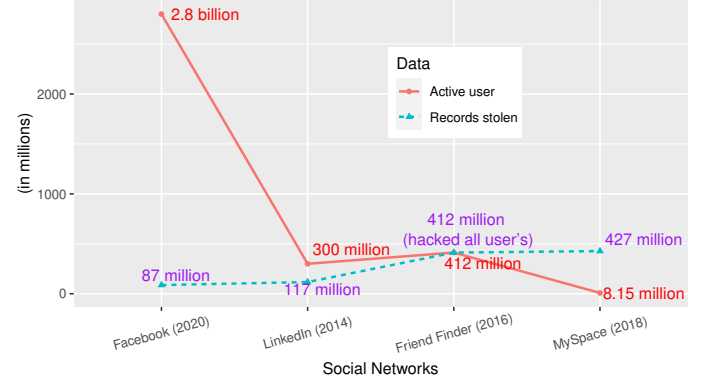 2.8 billion
Data
Active user
Records stolen
2000
(in millions)
1000
412 million
(hacked all user's)
427 million
300 million
412 million
87 million
117 million
0
8.15 million
Facebook (2020)
LinkedIn (2014)
Friend Finder (2016)
MySpace (2018)
Social Networks